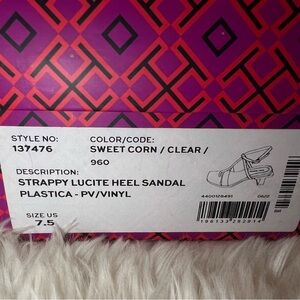 STYLE NO:
137476
COLOR/CODE:
SWEET CORN / CLEAR /
960
DESCRIPTION:
STRAPPY LUCITE HEEL SANDAL
PLASTICA - PV/VINYL
SIZE US
7.5